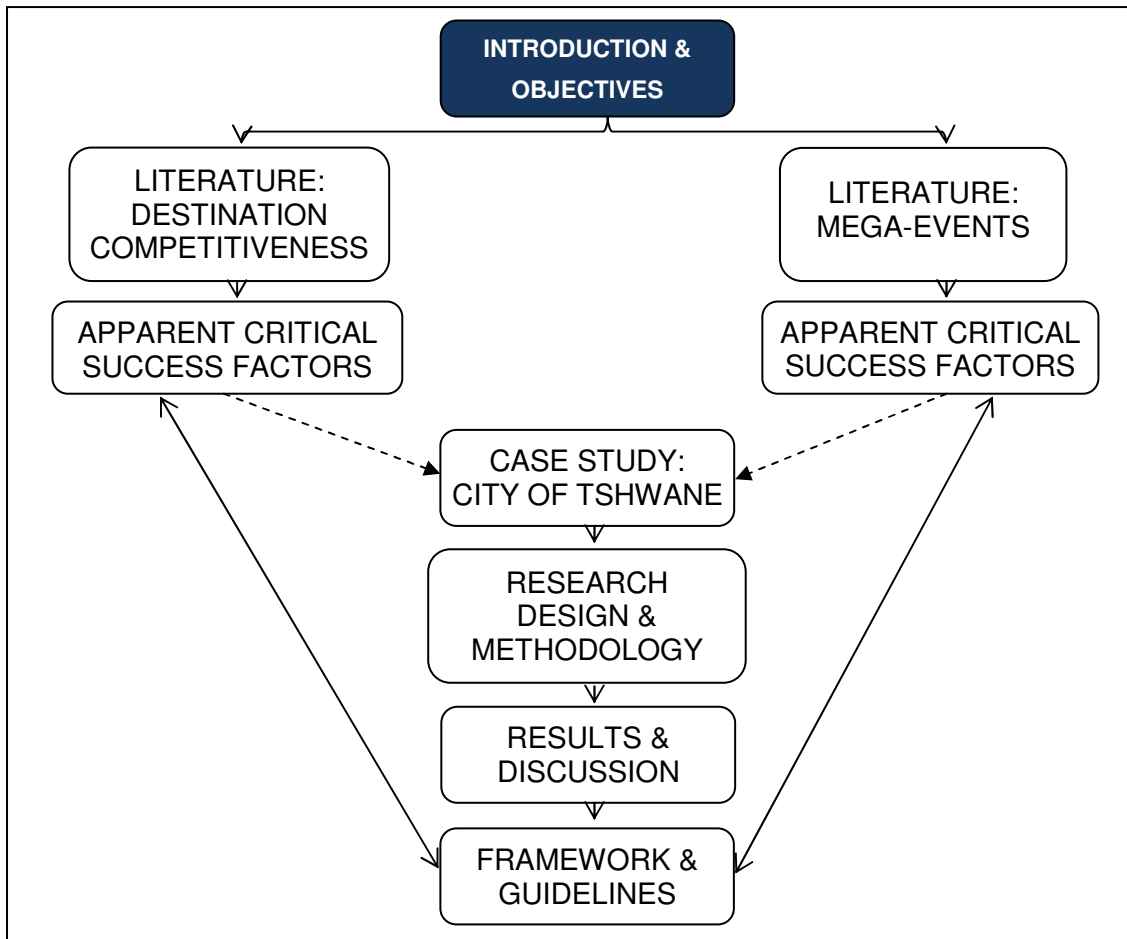 INTRODUCTION &
OBJECTIVES
LITERATURE:
DESTINATION
COMPETITIVENESS
LITERATURE:
MEGA-EVENTS
APPARENT CRITICAL
SUCCESS FACTORS
APPARENT CRITICAL
SUCCESS FACTORS
CASE STUDY:
CITY OF TSHWANE
RESEARCH
DESIGN &
METHODOLOGY
RESULTS &
DISCUSSION
FRAMEWORK &
GUIDELINES